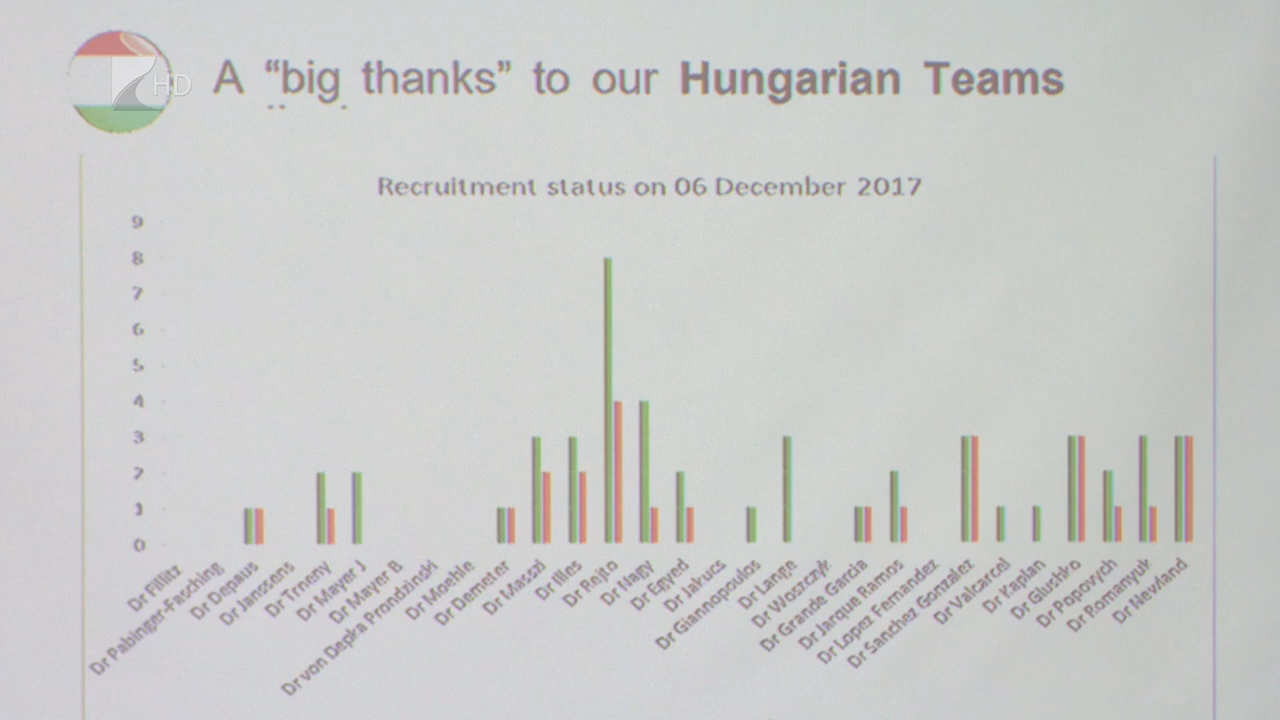 HD
A “big thanks” to our Hungarian Teams
Recruitment status on 06 December 2017
9
8
7
6
5
4
3
2
1
0
Dr Fillitz
Dr Pabinger-Fasching
Dr Depaus
Dr Janssens
Dr Trneny
Dr Mayer J
Dr Mayer B
Dr von Depka Prondzinski
Dr Moehle
Dr Demeter
Dr Masszi
Dr Illes
Dr Rejto
Dr Nagy
Dr Egyed
Dr Jakucs
Dr Giannopoulos
Dr Lange
Dr Woszczyk
Dr Grande Garcia
Dr Jarque Ramos
Dr Lopez Fernandez
Dr Sanchez Gonzalez
Dr Valcarcel
Dr Kaplan
Dr Glushko
Dr Popovych
Dr Romanyuk
Dr Nevland